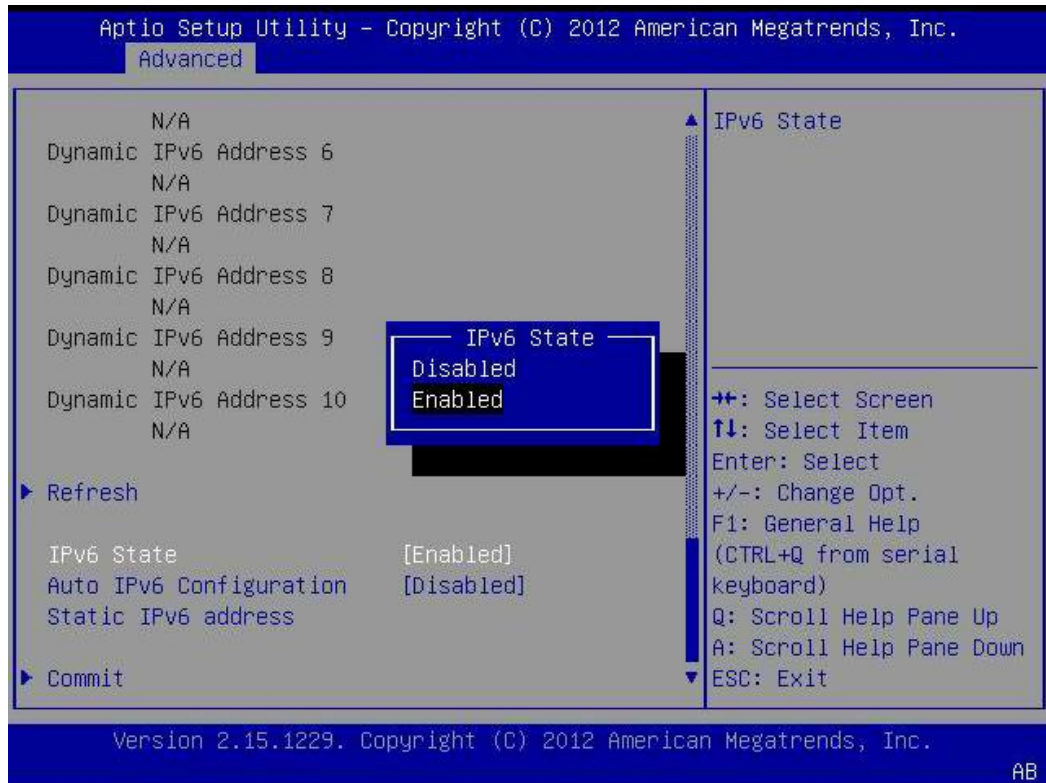 Aptio Setup Utility – Copyright (C) 2012 American Megatrends, Inc.
Advanced
N/A
Dynamic IPv6 Address 6
N/A
Dynamic IPv6 Address 7
N/A
Dynamic IPv6 Address 8
N/A
Dynamic IPv6 Address 9
N/A
Dynamic IPv6 Address 10
N/A
Refresh
IPv6 State [Enabled]
Auto IPv6 Configuration [Disabled]
Static IPv6 address
Commit
IPv6 State
Disabled
Enabled
IPv6 State
→←: Select Screen
↑↓: Select Item
Enter: Select
+/-: Change Opt.
F1: General Help
(CTRL+Q from serial
keyboard)
Q: Scroll Help Pane Up
A: Scroll Help Pane Down
ESC: Exit
Version 2.15.1229. Copyright (C) 2012 American Megatrends, Inc.
AB